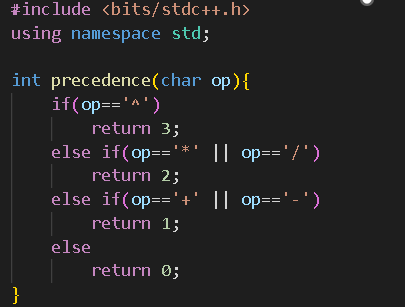 #include <bits/stdc++.h>
using namespace std;

int precedence(char op){
    if(op=='^')
        return 3;
    else if(op=='*' || op=='/')
        return 2;
    else if(op=='+' || op=='-')
        return 1;
    else
        return 0;
}